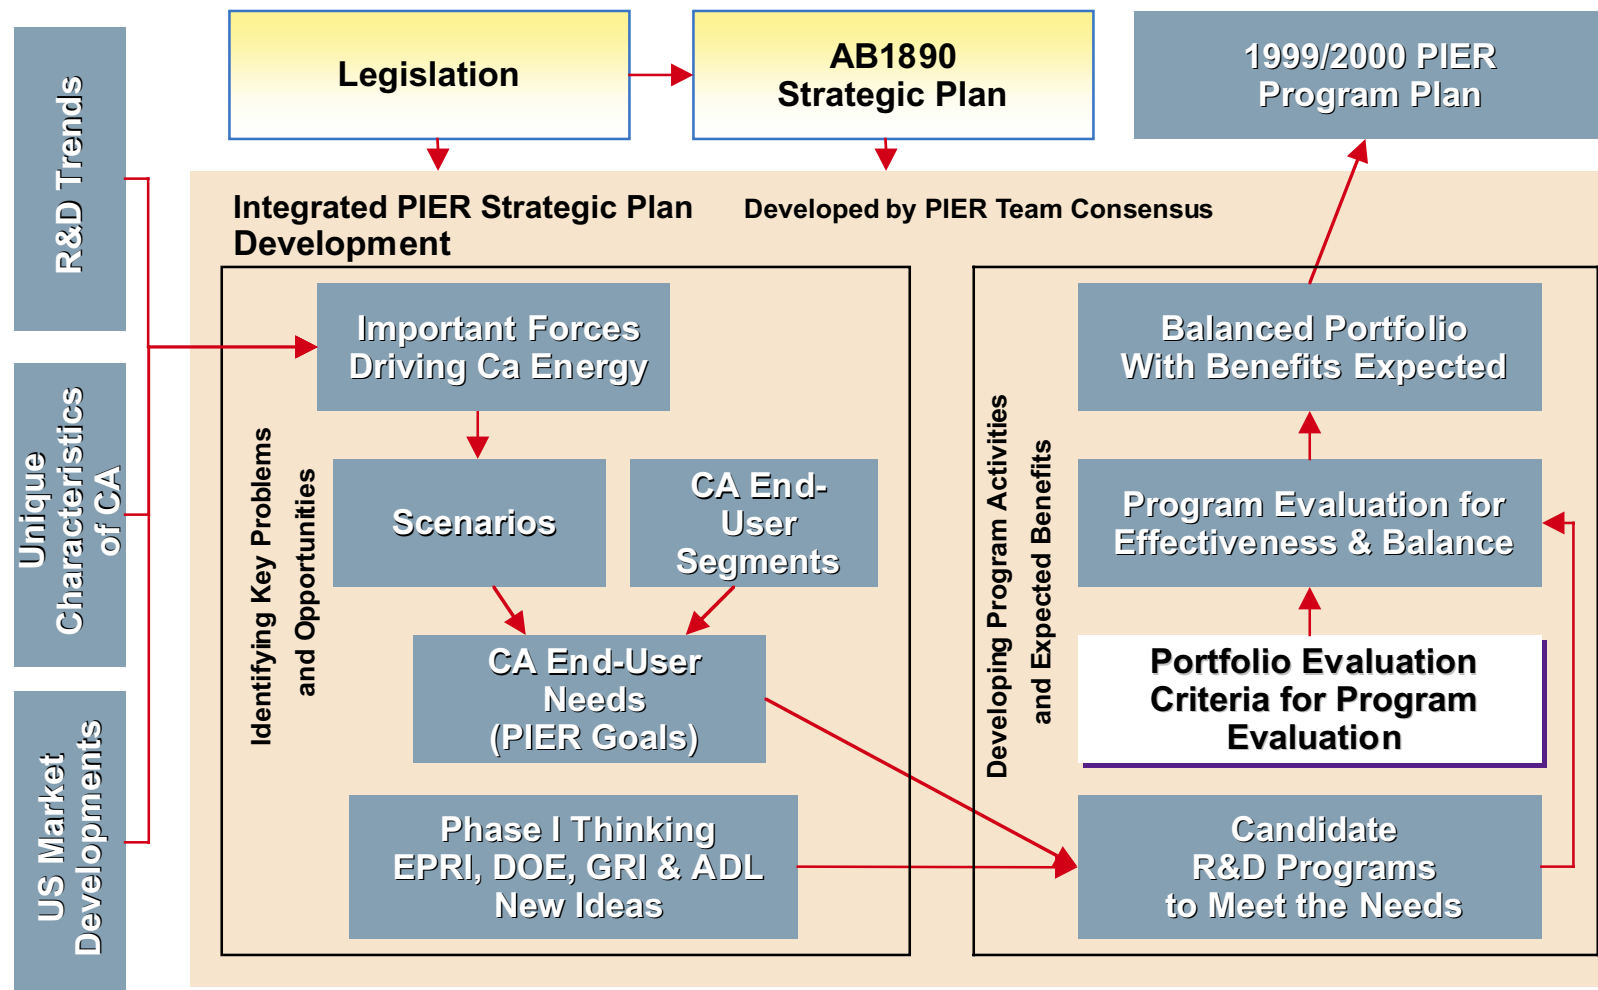 Legislation
AB1890
Strategic Plan
1999/2000 PIER
Program Plan
R&D Trends
Unique
Characteristics
of CA
US Market
Developments
Integrated PIER Strategic Plan
Development
Developed by PIER Team Consensus
Identifying Key Problems
and Opportunities
Important Forces
Driving Ca Energy
Scenarios
CA End-
User
Segments
CA End-User
Needs
(PIER Goals)
Phase I Thinking
EPRI, DOE, GRI & ADL
New Ideas
Developing Program Activities
and Expected Benefits
Balanced Portfolio
With Benefits Expected
Program Evaluation for
Effectiveness & Balance
Portfolio Evaluation
Criteria for Program
Evaluation
Candidate
R&D Programs
to Meet the Needs